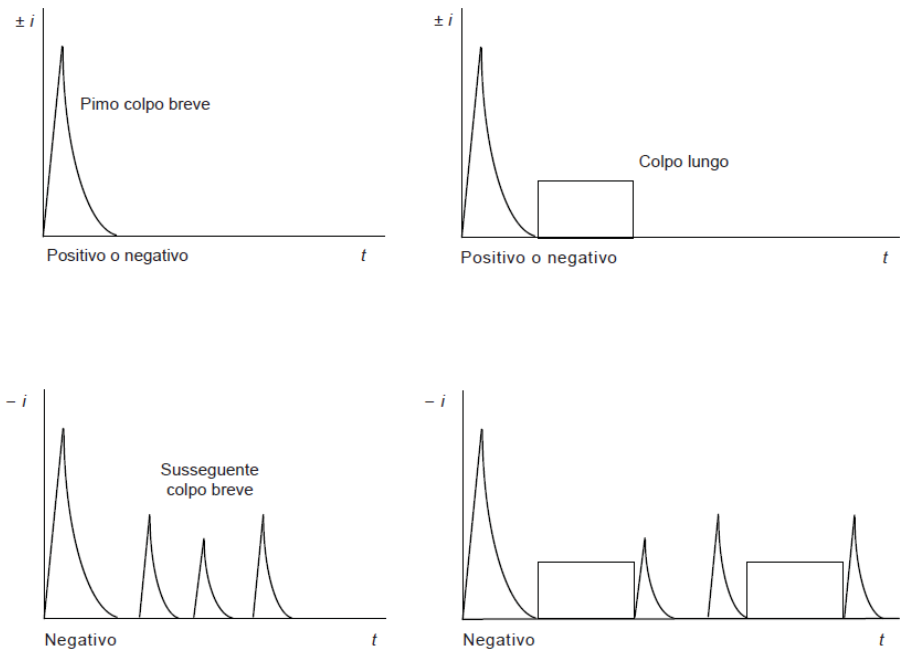 ± i
Pimo colpo breve
Positivo o negativo
t
± i
Colpo lungo
Positivo o negativo
t
– i
Susseguente
colpo breve
Negativo
t
– i
Negativo
t